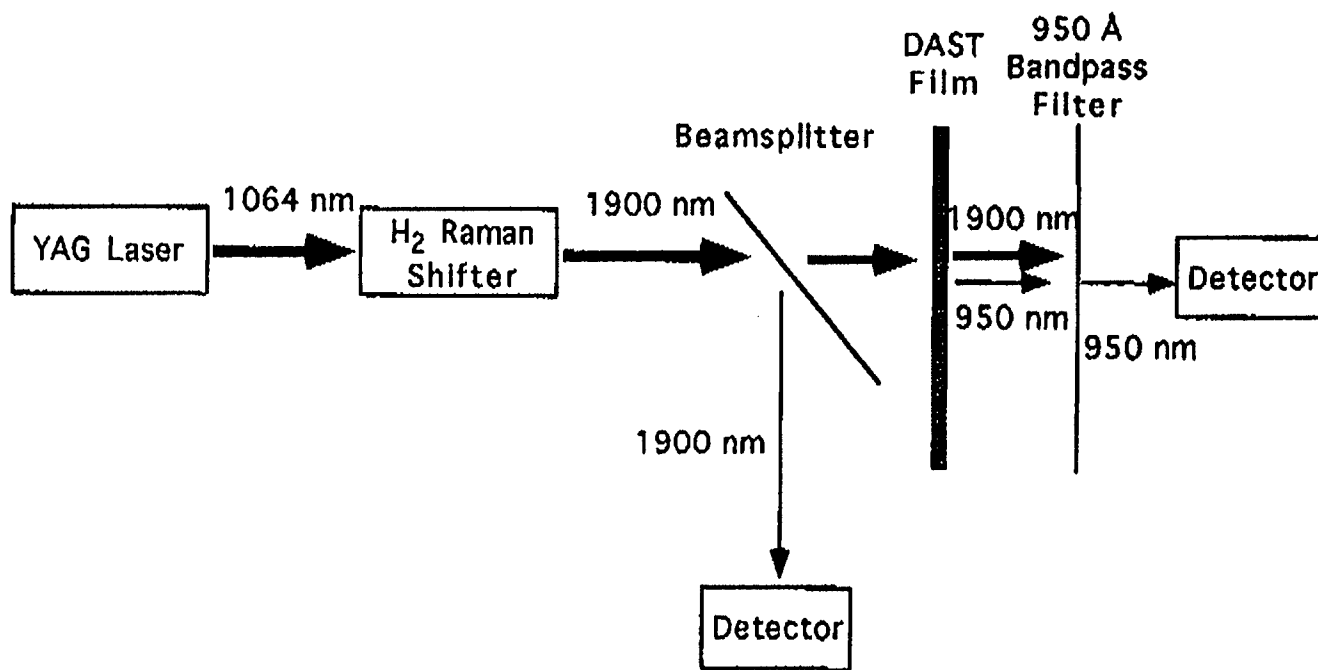 DAST
Film
950 Å
Bandpass
Filter
Beamsplitter
1064 nm
1900 nm
1900 nm
YAG Laser
H₂ Raman
Shifter
Detector
950 nm
950 nm
1900 nm
Detector